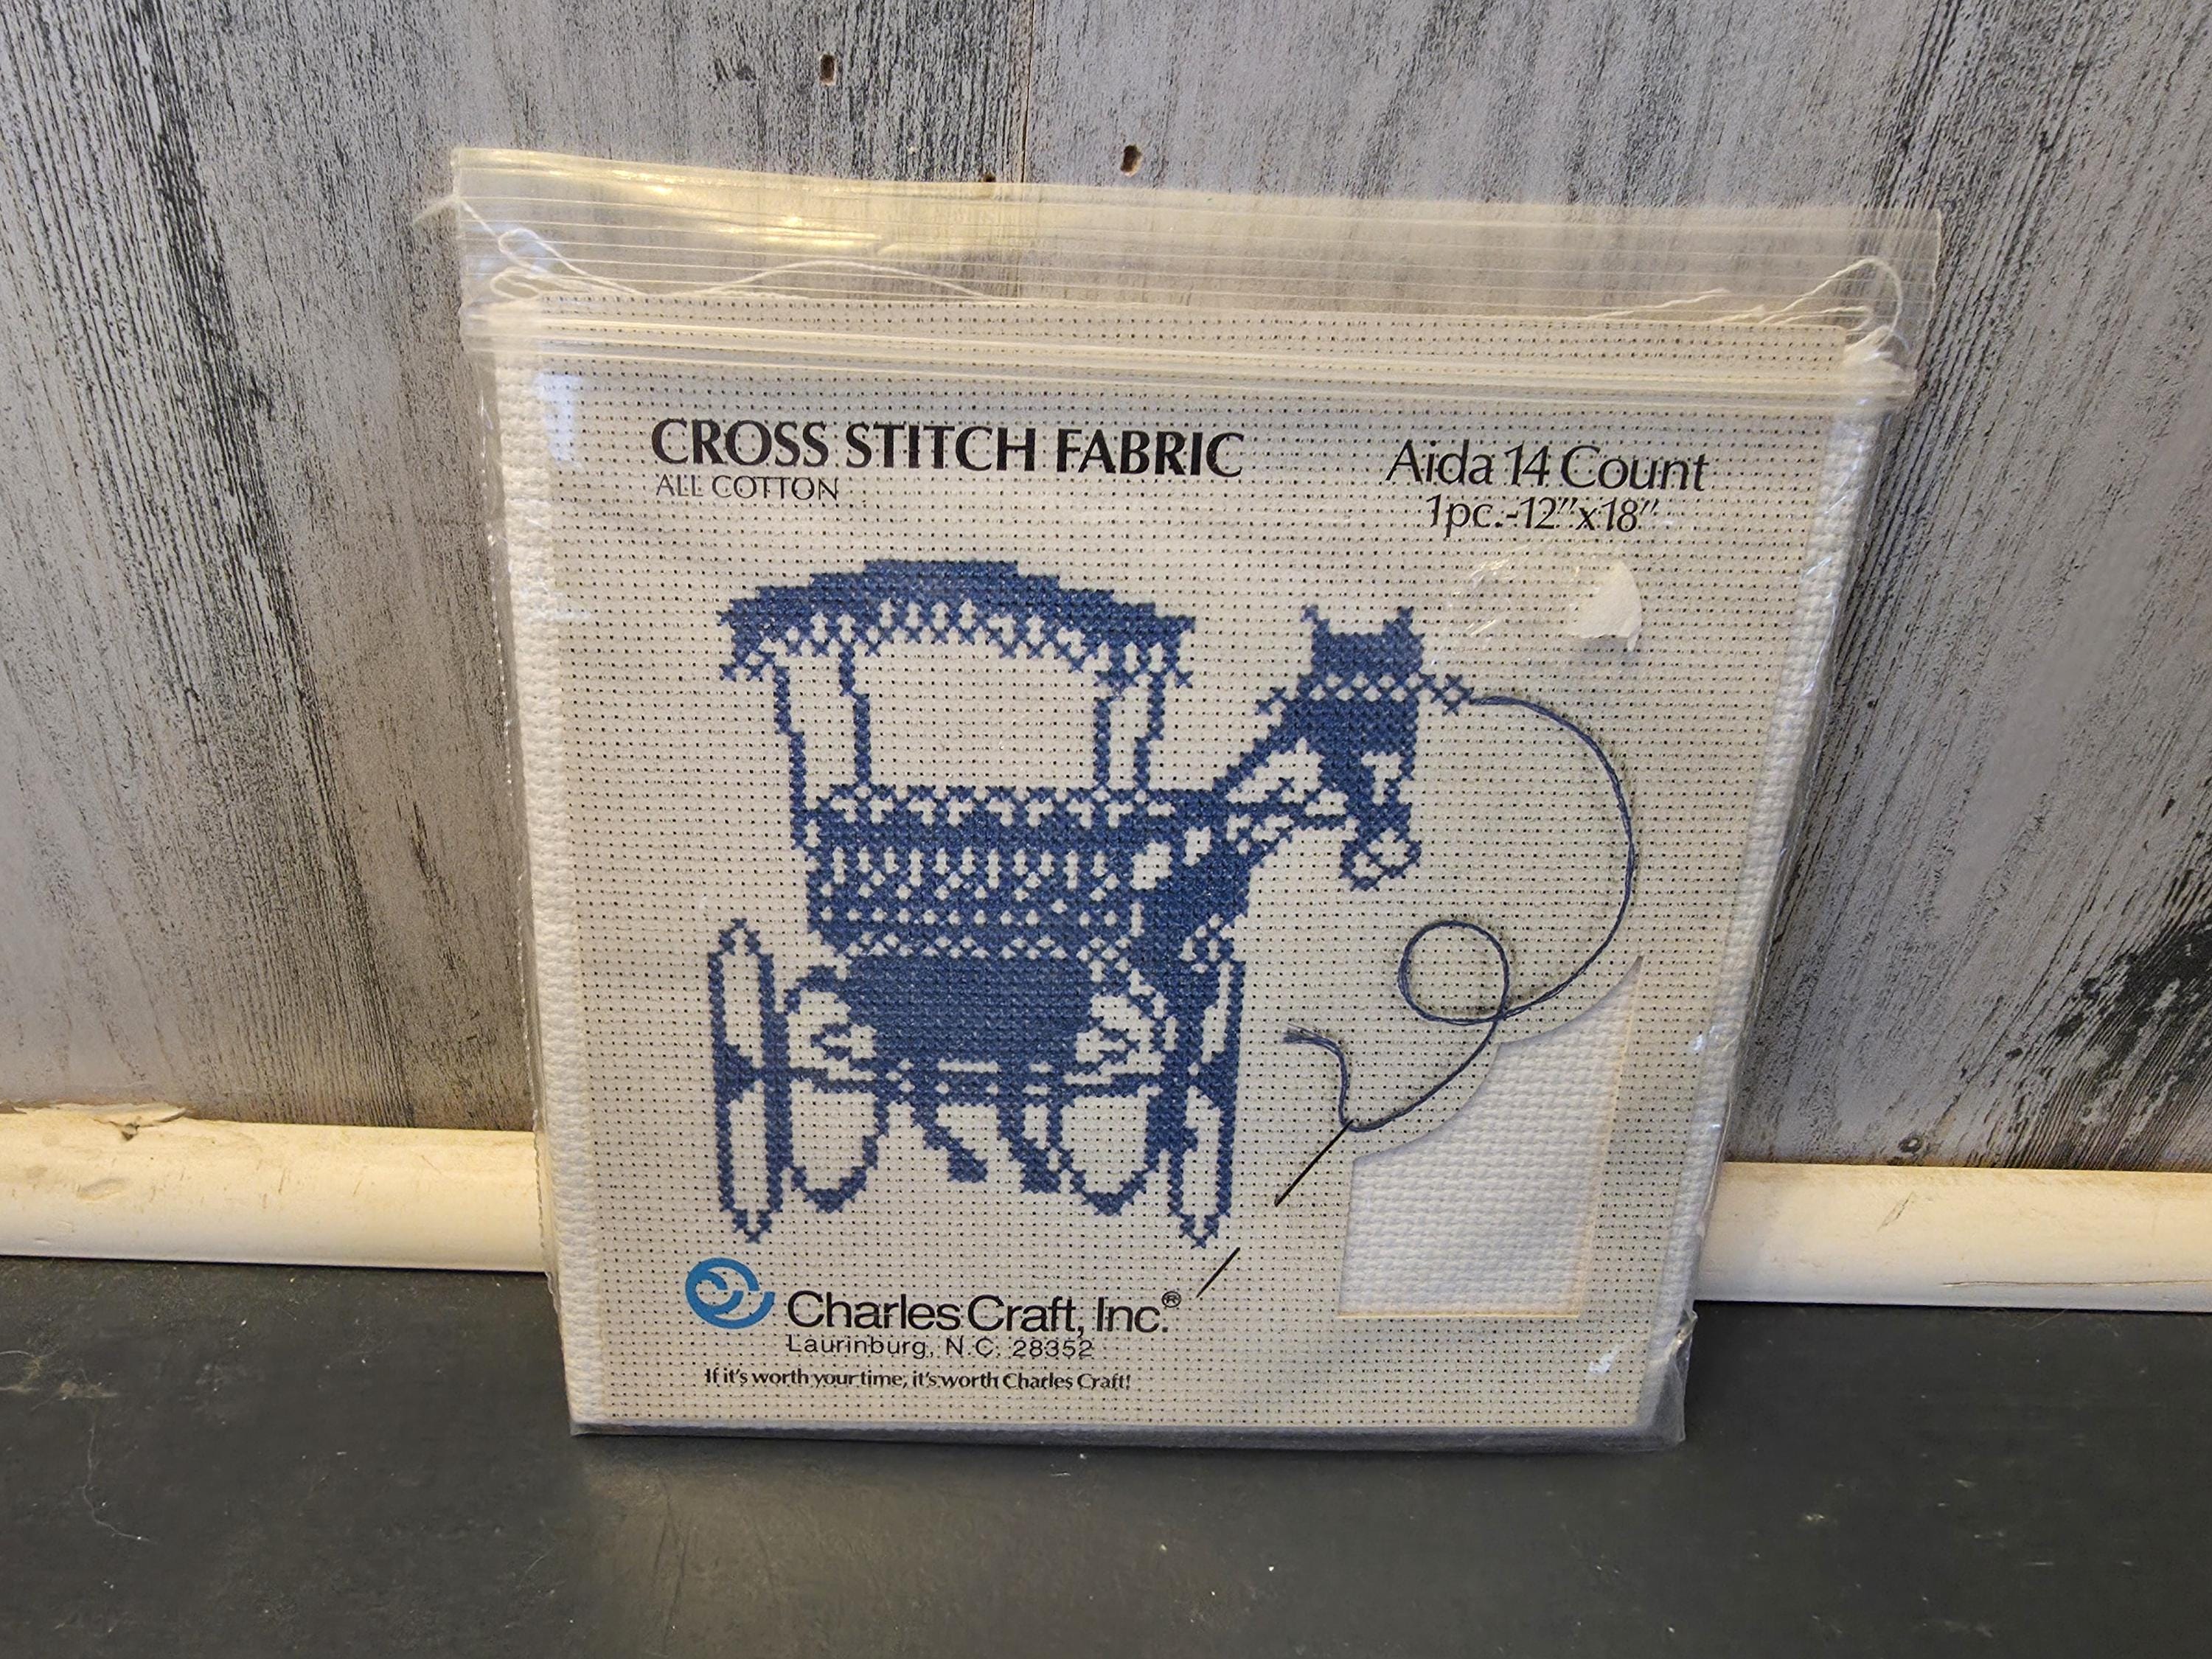 CROSS STITCH FABRIC
ALL COTTON
Aida 14 Count
1pc.-12"x18"
Charles Craft, Inc.®
Laurinburg, N.C. 28352
If it's worth your time, it's worth Charles Craft!